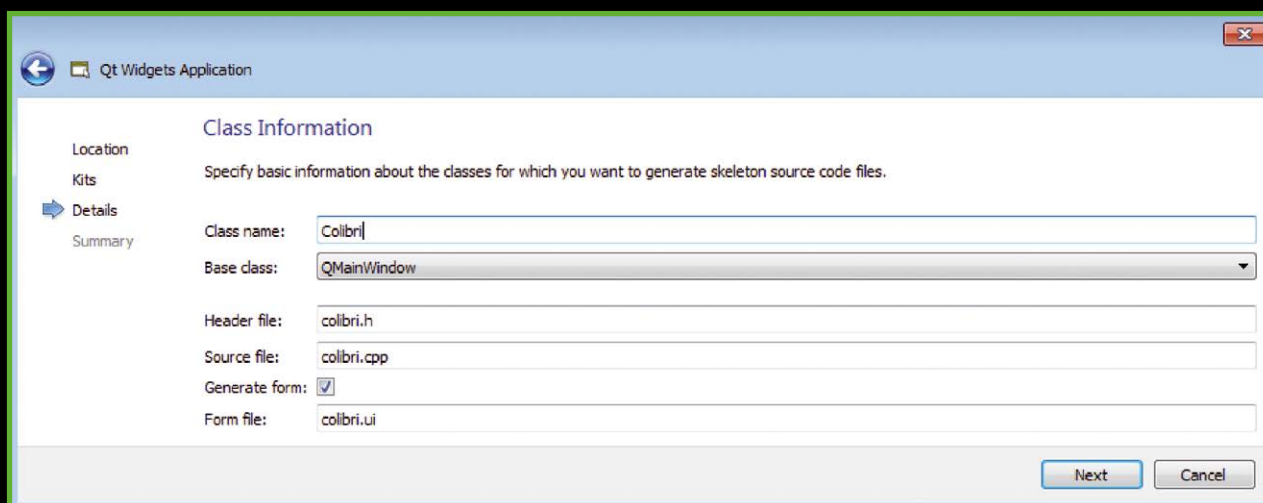 Qt Widgets Application
Location
Kits
Details
Summary
Class Information
Specify basic information about the classes for which you want to generate skeleton source code files.
Class name: Colibri
Base class: QMainWindow
Header file: colibri.h
Source file: colibri.cpp
Generate form:
Form file: colibri.ui
Next Cancel